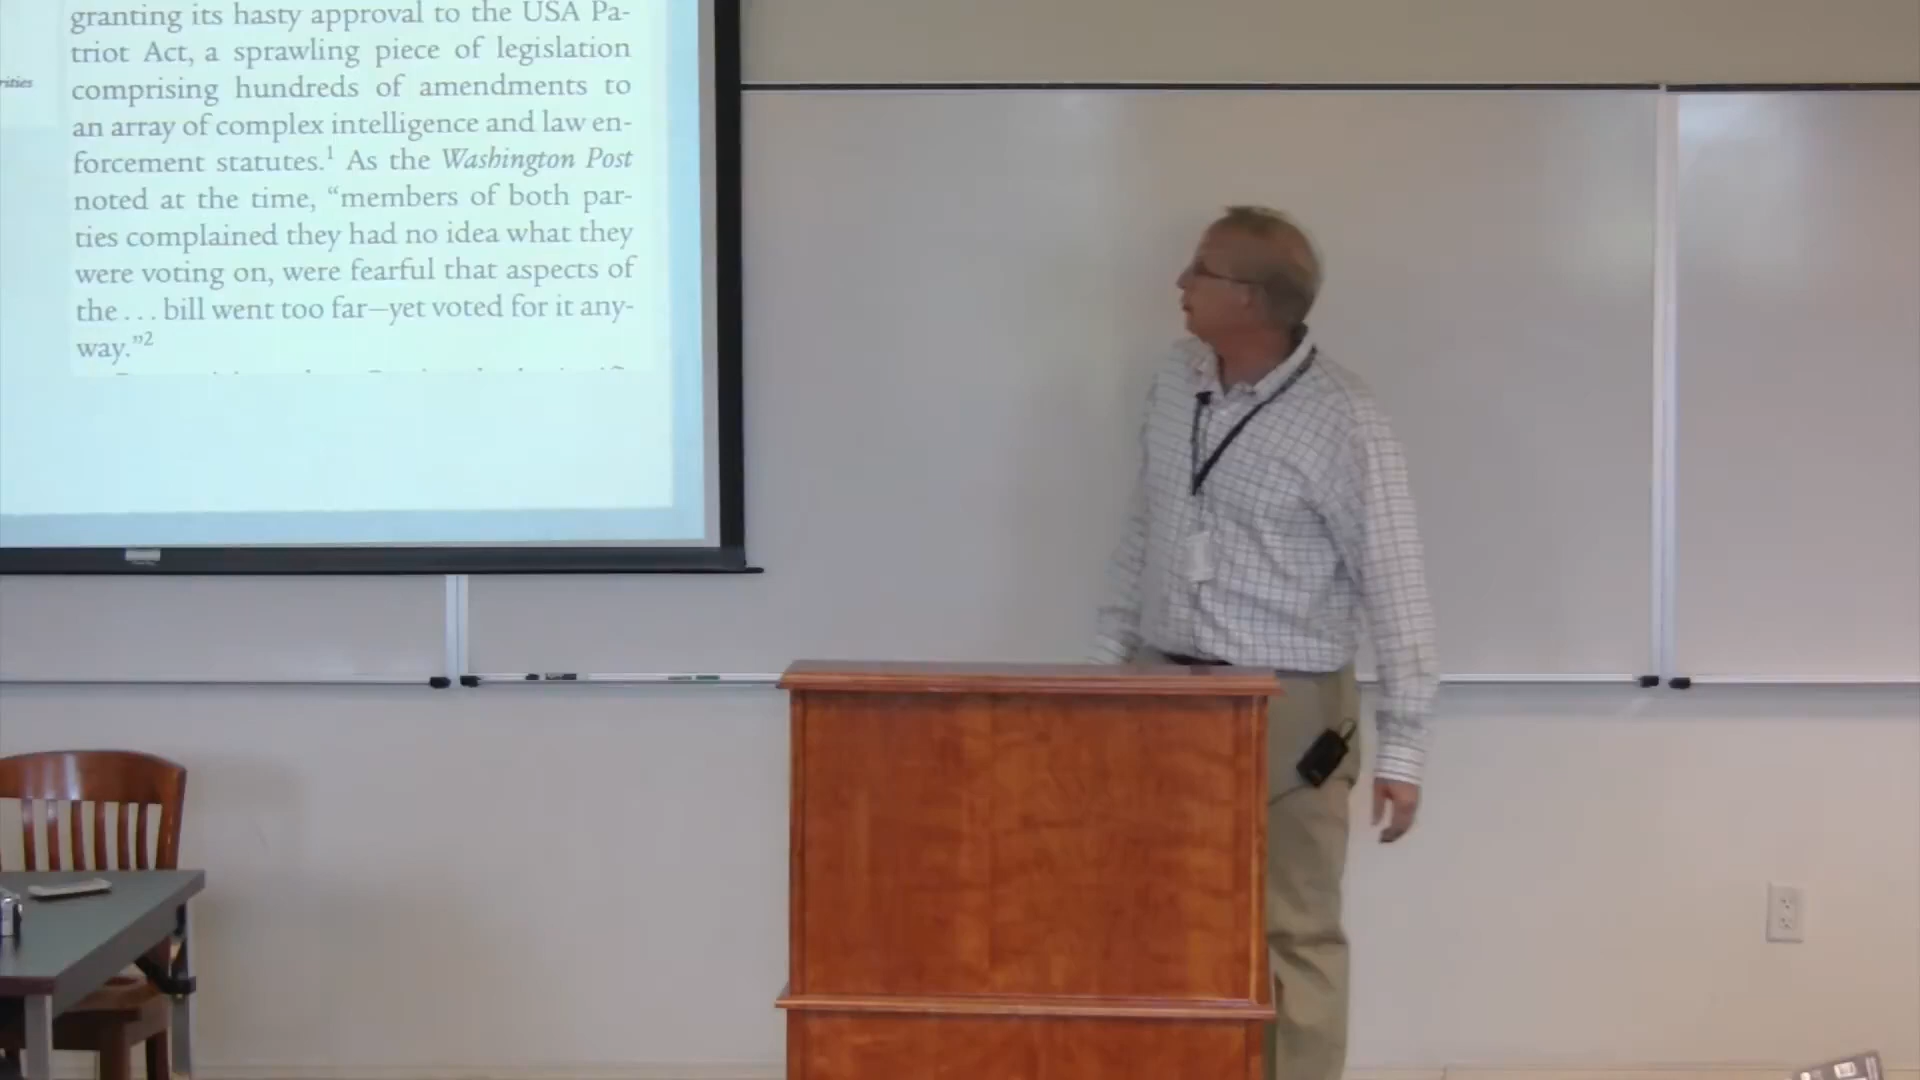 granting its hasty approval to the USA Pa-
triot Act, a sprawling piece of legislation
rities
comprising hundreds of amendments to
an array of complex intelligence and law en-
forcement statutes.1 As the Washington Post
noted at the time, “members of both par-
ties complained they had no idea what they
were voting on, were fearful that aspects of
the . . . bill went too far—yet voted for it any-
way.”2